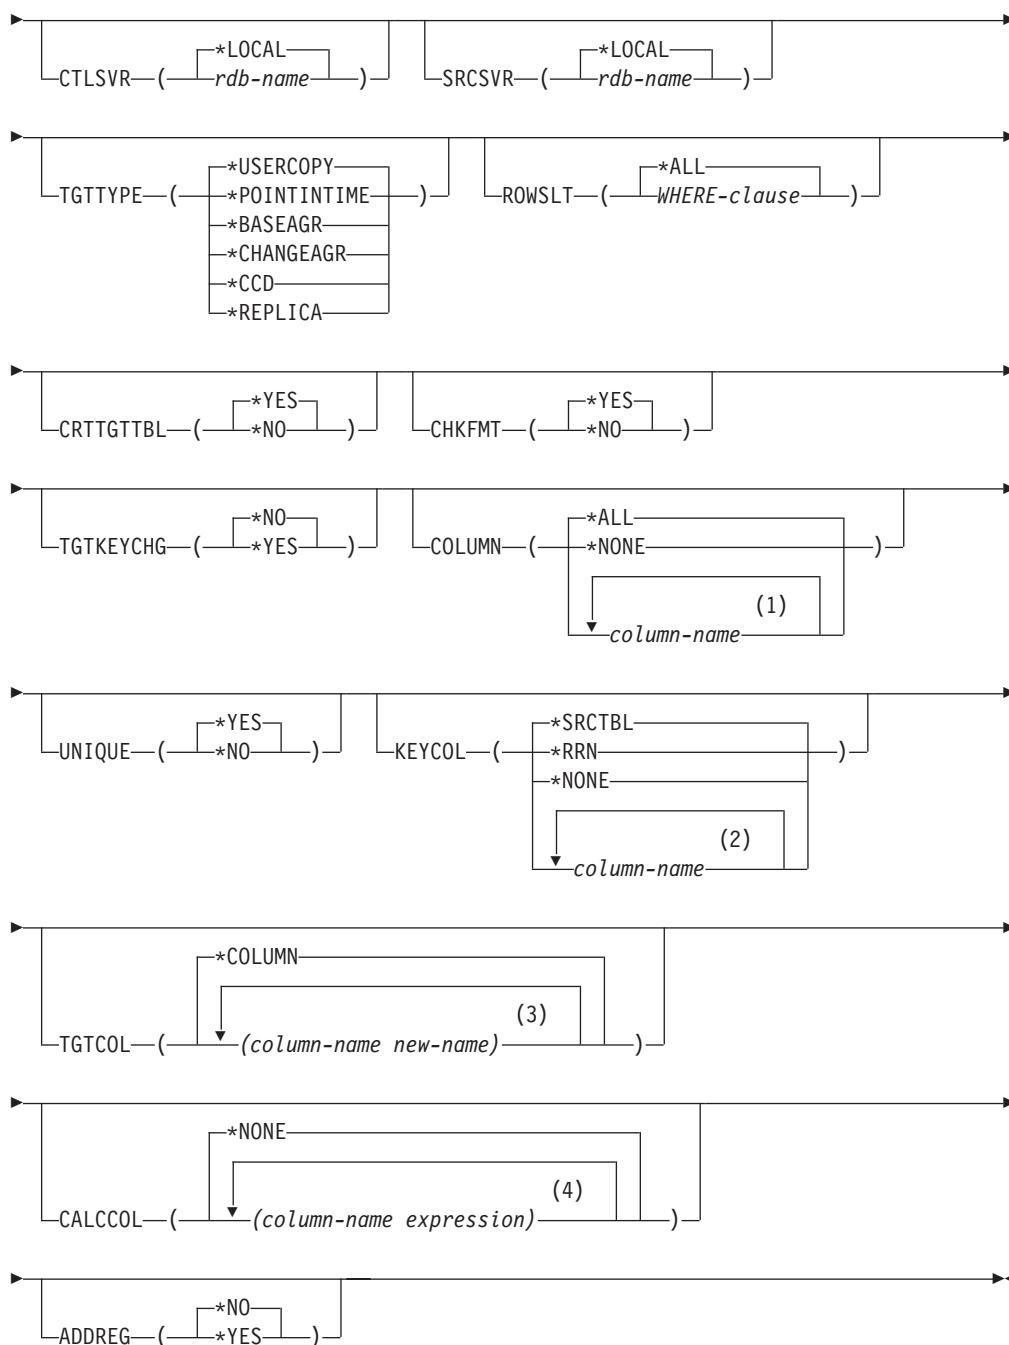 *LOCAL *LOCAL
CTLSVR ( rdb-name ) SRCSVR ( rdb-name )
*USERCOPY *ALL
TGTTYPE ( *POINTINTIME ) ROWSLT ( WHERE-clause )
*BASEAGR
*CHANGEAGR
*CCD
*REPLICA
*YES *YES
CRTTGTTBL ( *NO ) CHKFMT ( *NO )
*NO *ALL
TGTKEYCHG ( *YES ) COLUMN ( *NONE )
(1)
column-name
*YES *SRCTBL
UNIQUE ( *NO ) KEYCOL ( *RRN )
*NONE
(2)
column-name
*COLUMN
(3)
TGTCOL ( (column-name new-name) )
*NONE
(4)
CALCCOL ( (column-name expression) )
*NO
ADDREG ( *YES )